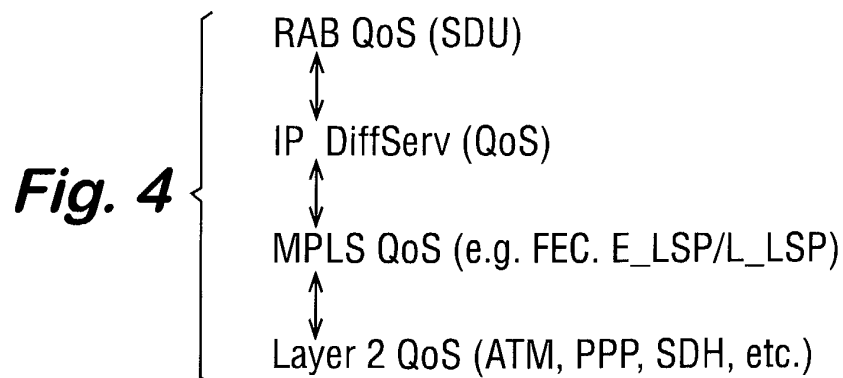 RAB QoS (SDU)
IP DiffServ (QoS)
Fig. 4
MPLS QoS (e.g. FEC. E_LSP/L_LSP)
Layer 2 QoS (ATM, PPP, SDH, etc.)